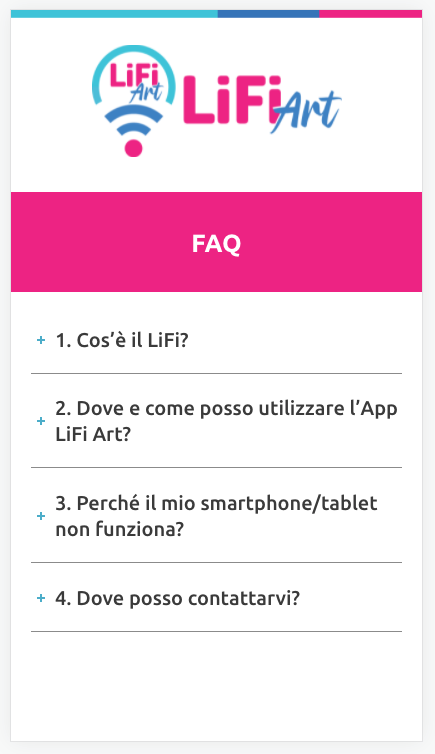 LiFi
Art
LiFi Art
FAQ
+ 1. Cos’è il LiFi?
+ 2. Dove e come posso utilizzare l’App
LiFi Art?
+ 3. Perché il mio smartphone/tablet
non funziona?
+ 4. Dove posso contattarvi?